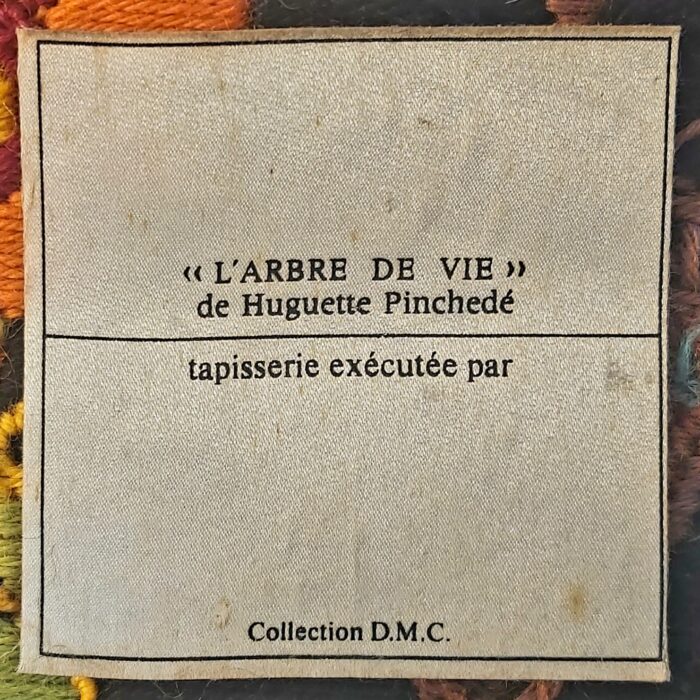 ‹‹ L'ARBRE DE VIE ››
de Huguette Pinchedé
tapisserie exécutée par
Collection D.M.C.